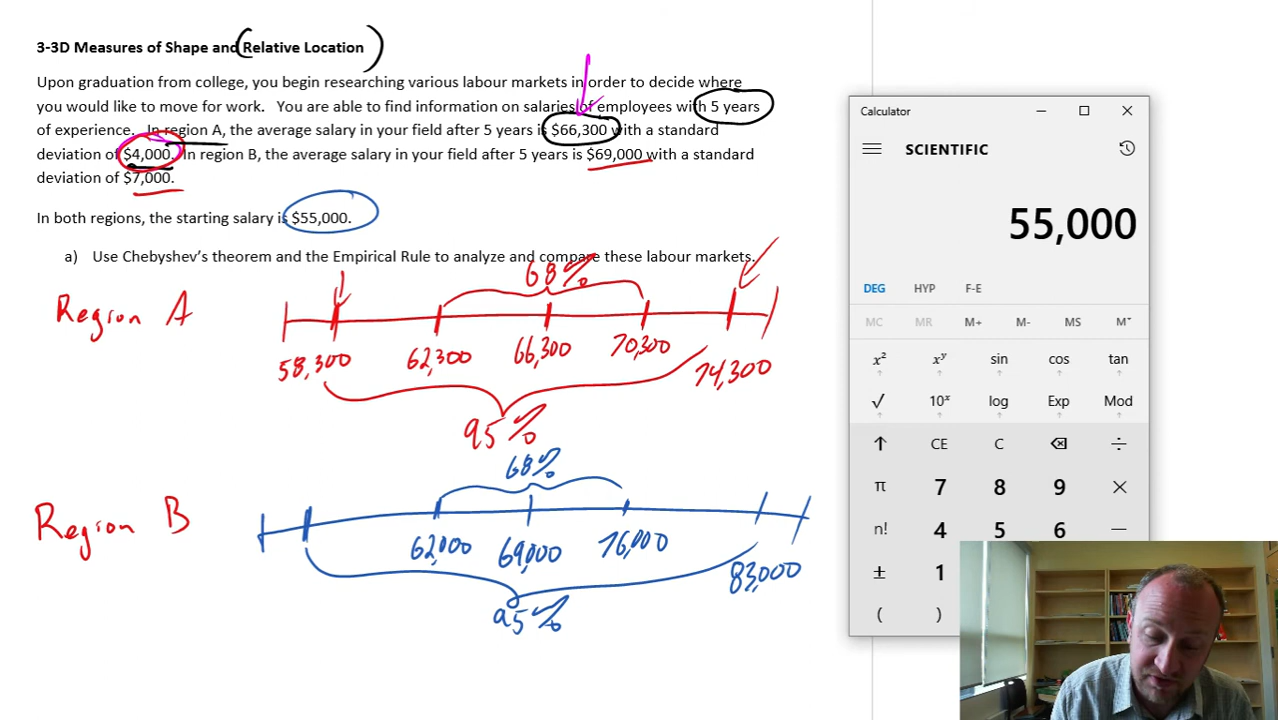 3-3D Measures of Shape and (Relative Location)
Upon graduation from college, you begin researching various labour markets in order to decide where
you would like to move for work. You are able to find information on salaries of employees with 5 years
of experience. In region A, the average salary in your field after 5 years is $66,300 with a standard
deviation of $4,000. In region B, the average salary in your field after 5 years is $69,000 with a standard
deviation of $7,000.
In both regions, the starting salary is $55,000.
a) Use Chebyshev's theorem and the Empirical Rule to analyze and compare these labour markets.
68%
Region A
58,300 62,300 66,300 70,300 74,300
95%
68%
Region B
62,000 69,000 76,000 83,000
95%
Calculator
SCIENTIFIC
55,000
DEG HYP F-E
MC MR M+ M- MS M˅
x² xʸ sin cos tan
√ 10ˣ log Exp Mod
↑ CE C ⌫ ÷
π 7 8 9 ×
n! 4 5 6 −
± 1
( )